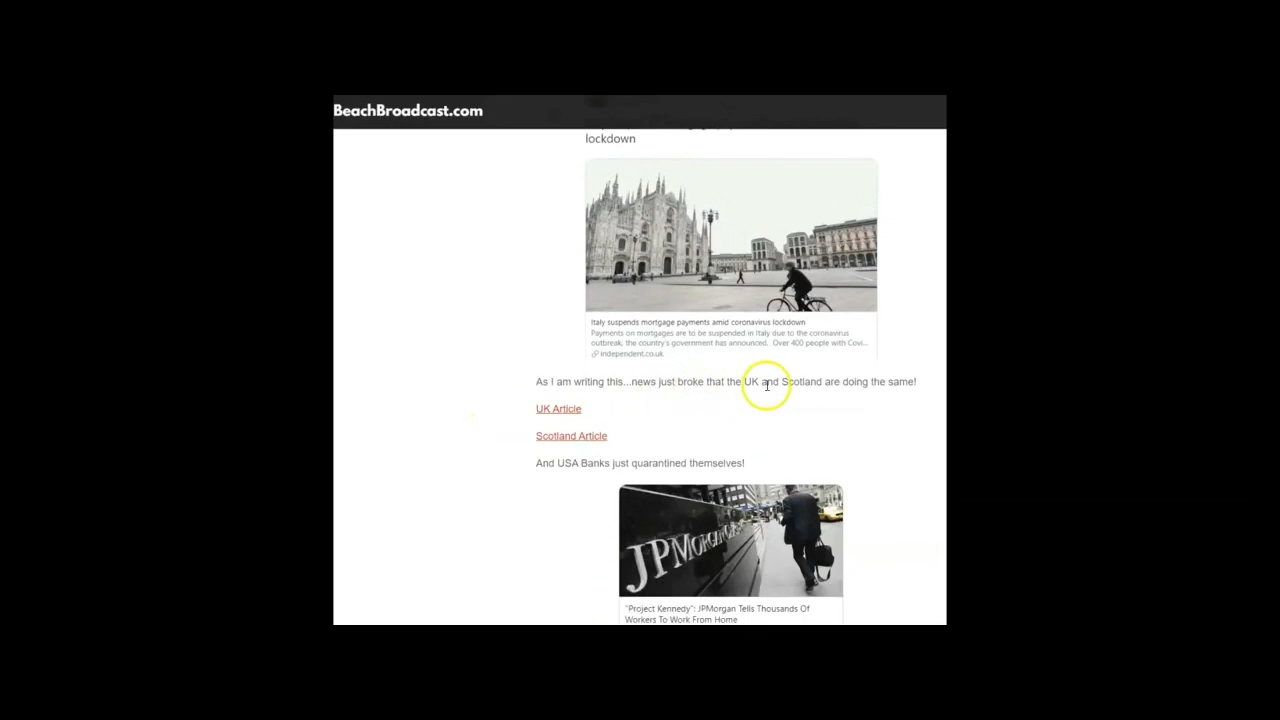 BeachBroadcast.com
lockdown
Italy suspends mortgage payments amid coronavirus lockdown
Payments on mortgages are to be suspended in Italy due to the coronavirus
outbreak, the country's government has announced. Over 400 people with Covi...
independent.co.uk
As I am writing this...news just broke that the UK and Scotland are doing the same!
UK Article
Scotland Article
And USA Banks just quarantined themselves!
JPMORGAN
"Project Kennedy": JPMorgan Tells Thousands Of
Workers To Work From Home